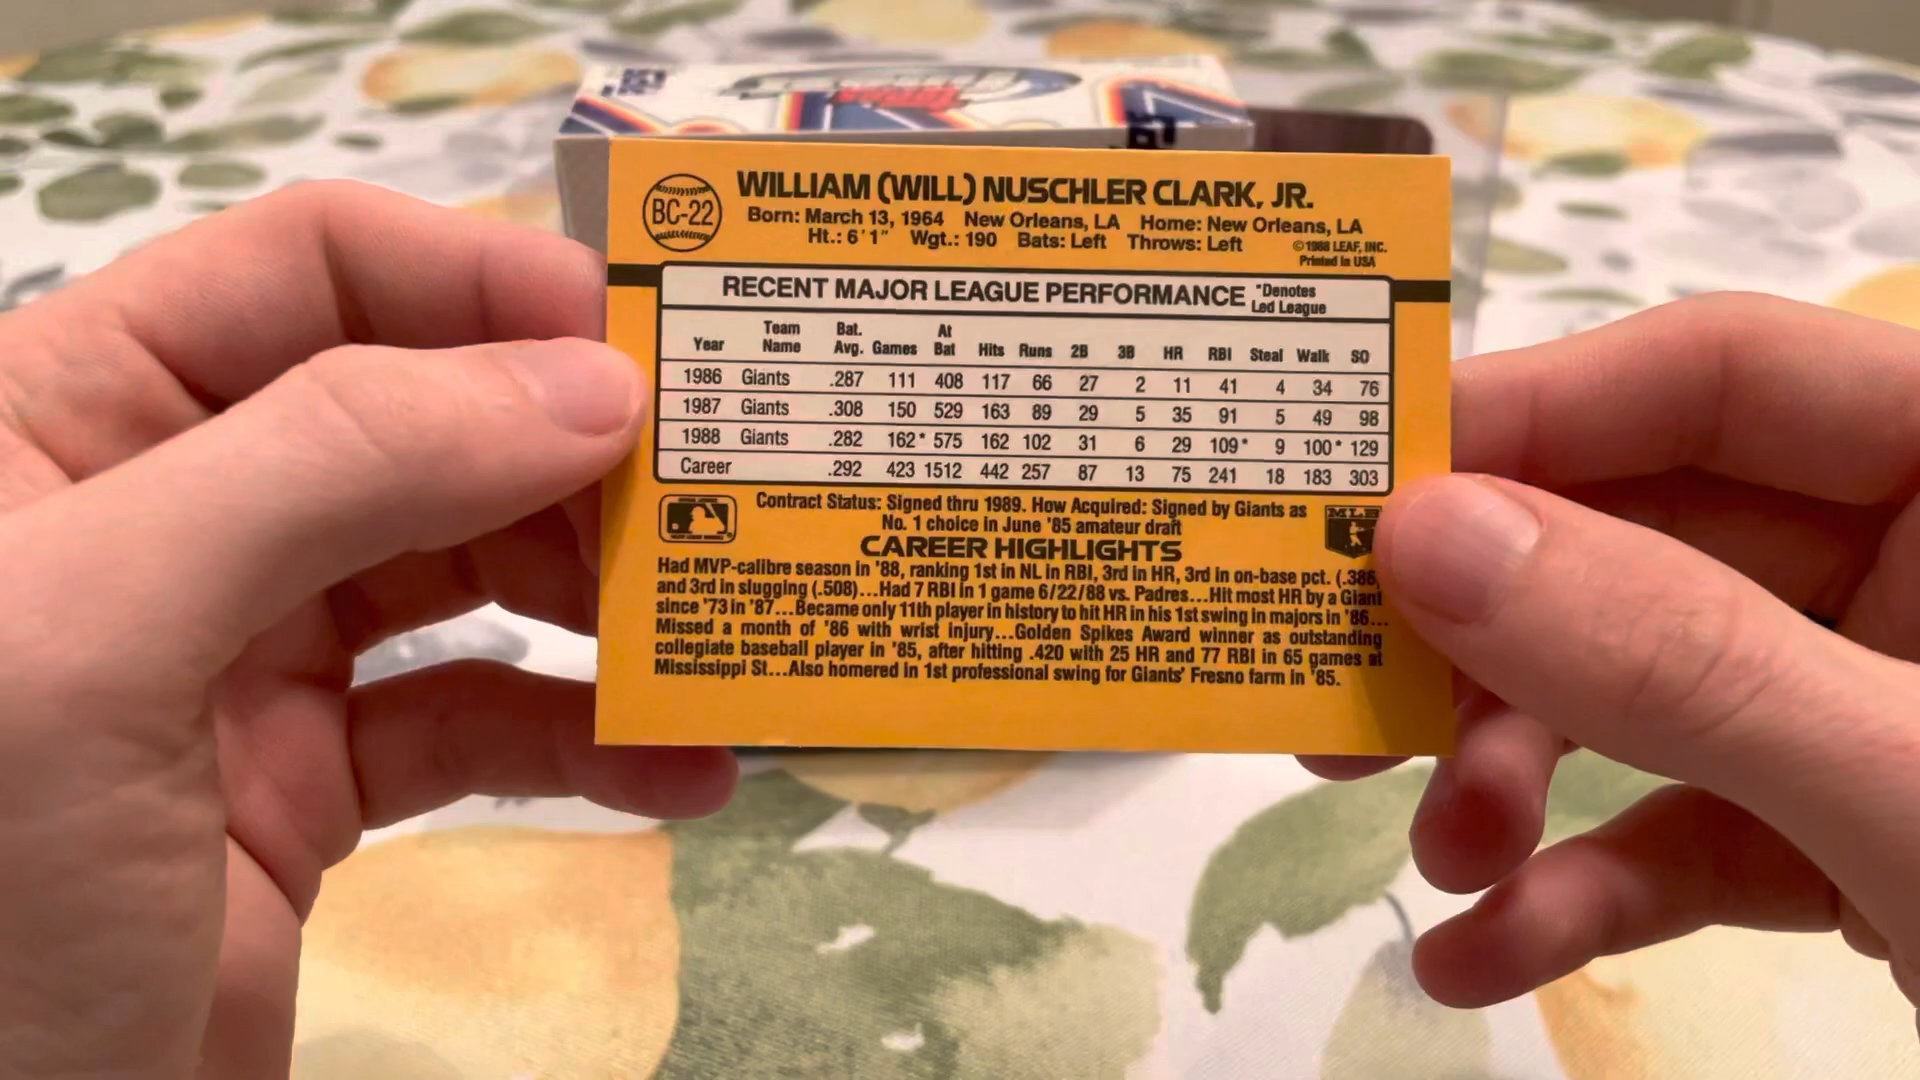 BC-22
WILLIAM (WILL) NUSCHLER CLARK, JR.
Born: March 13, 1964 New Orleans, LA Home: New Orleans, LA
Ht.: 6'1" Wgt.: 190 Bats: Left Throws: Left
©1988 LEAF, INC.
Printed in USA
RECENT MAJOR LEAGUE PERFORMANCE *Denotes
Led League
Year Team Name Bat. Avg. Games At Bat Hits Runs 2B 3B HR RBI Steal Walk SO
1986 Giants .287 111 408 117 66 27 2 11 41 4 34 76
1987 Giants .308 150 529 163 89 29 5 35 91 5 49 98
1988 Giants .282 162* 575 162 102 31 6 29 109* 9 100* 129
Career .292 423 1512 442 257 87 13 75 241 18 183 303
Contract Status: Signed thru 1989. How Acquired: Signed by Giants as
No. 1 choice in June '85 amateur draft
MLB
CAREER HIGHLIGHTS
Had MVP-calibre season in '88, ranking 1st in NL in RBI, 3rd in HR, 3rd in on-base pct. (.386,
and 3rd in slugging (.508)...Had 7 RBI in 1 game 6/22/88 vs. Padres...Hit most HR by a Giant
since '73 in '87...Became only 11th player in history to hit HR in his 1st swing in majors in '86...
Missed a month of '86 with wrist injury...Golden Spikes Award winner as outstanding
collegiate baseball player in '85, after hitting .420 with 25 HR and 77 RBI in 65 games at
Mississippi St...Also homered in 1st professional swing for Giants' Fresno farm in '85.